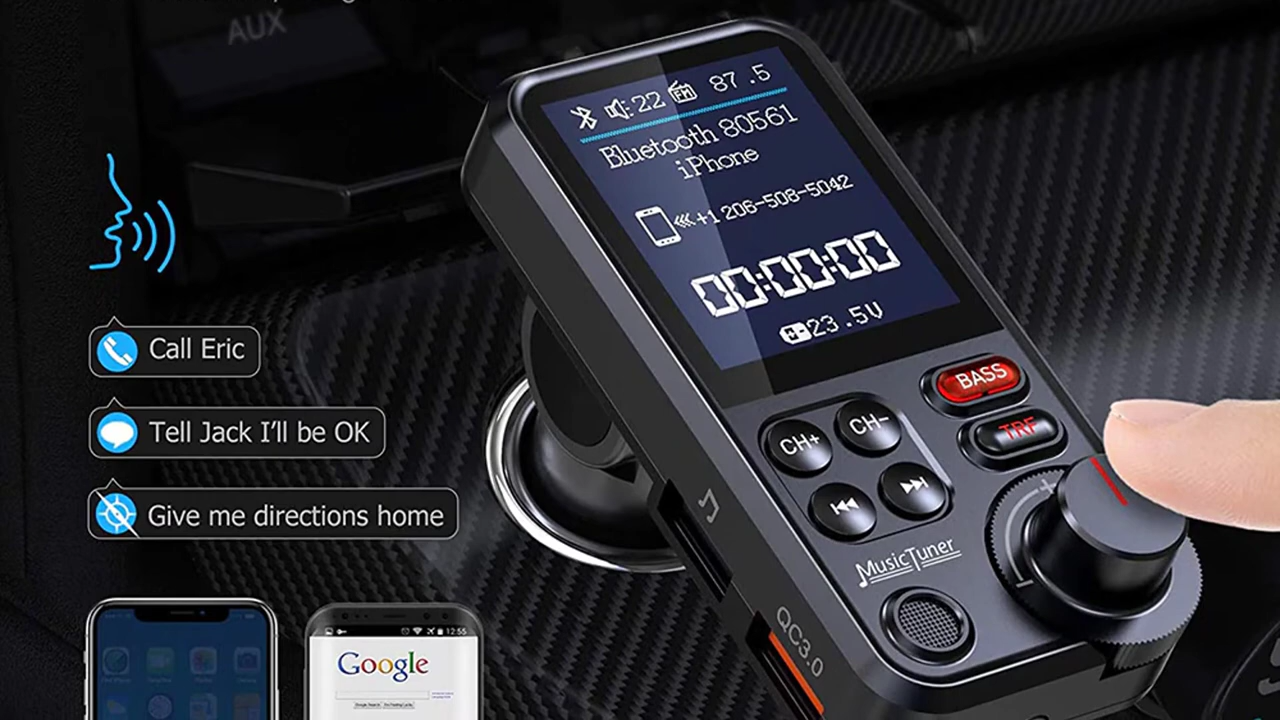 AUX
22 FM 87.5
Bluetooth 80561
iPhone
+1 206-508-5042
00:00:00
23.5V
Call Eric
Tell Jack I'll be OK
Give me directions home
BASS
TRF
CH+
CH-
MusicTuner
QC3.0
12:55
Google